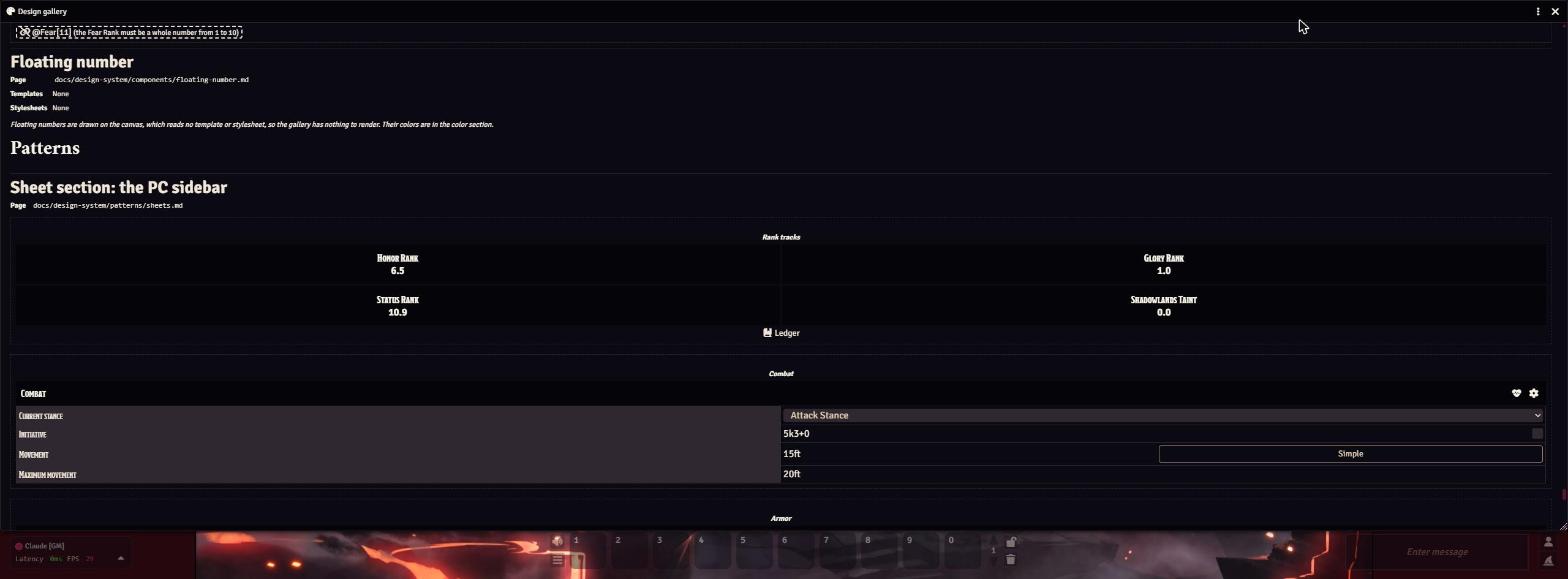 Design gallery
@Fear[11] (the Fear Rank must be a whole number from 1 to 10)
Floating number
Page docs/design-system/components/floating-number.md
Templates None
Stylesheets None
Floating numbers are drawn on the canvas, which reads no template or stylesheet, so the gallery has nothing to render. Their colors are in the color section.
Patterns
Sheet section: the PC sidebar
Page docs/design-system/patterns/sheets.md
Rank tracks
Honor Rank Glory Rank
6.5 1.0
Status Rank Shadowlands Taint
10.9 0.0
Ledger
Combat
Combat
Current stance Attack Stance
Initiative 5k3+0
Movement 15ft Simple
Maximum movement 20ft
Armor
Claude [GM] 1 2 3 4 5 6 7 8 9 0 1 Enter message
Latency 0ms FPS 29